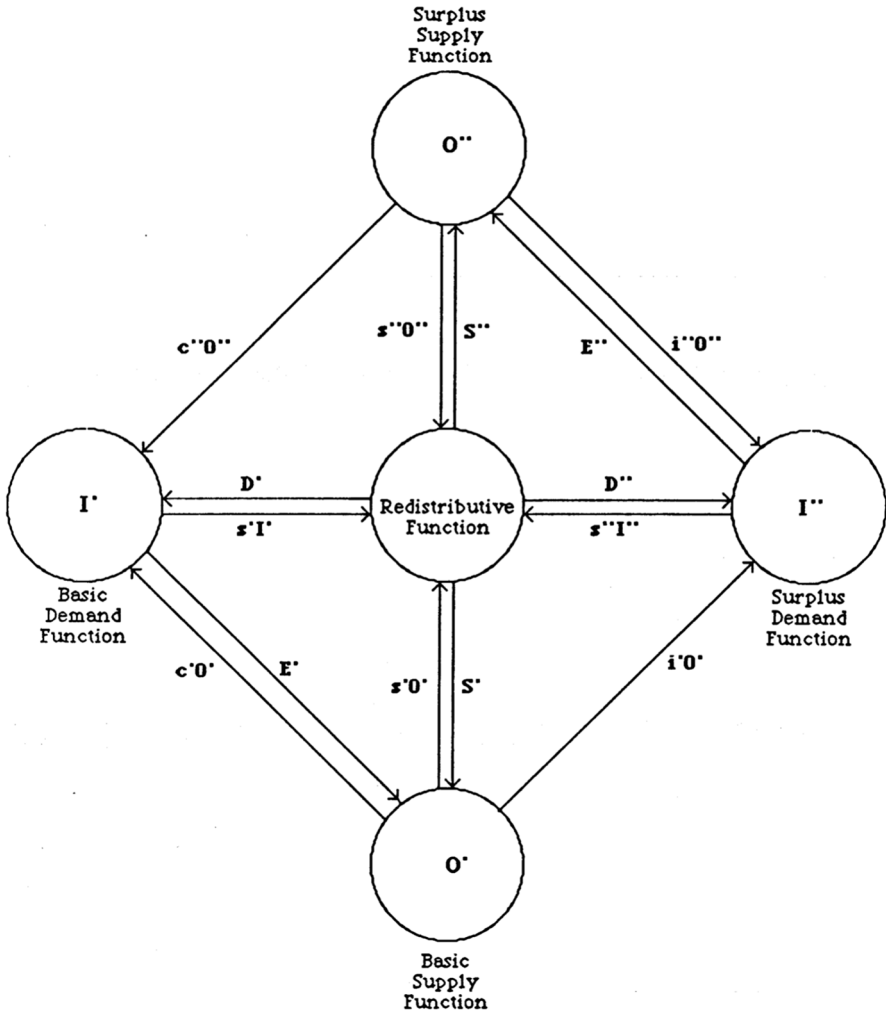 Surplus
Supply
Function
O¨
c¨O¨
s¨O¨
S¨
E¨
i¨O¨
I˙
D˙
s˙I˙
Redistributive
Function
D¨
s¨I¨
I¨
Basic
Demand
Function
Surplus
Demand
Function
c˙O˙
E˙
s˙O˙
S˙
i˙O˙
O˙
Basic
Supply
Function